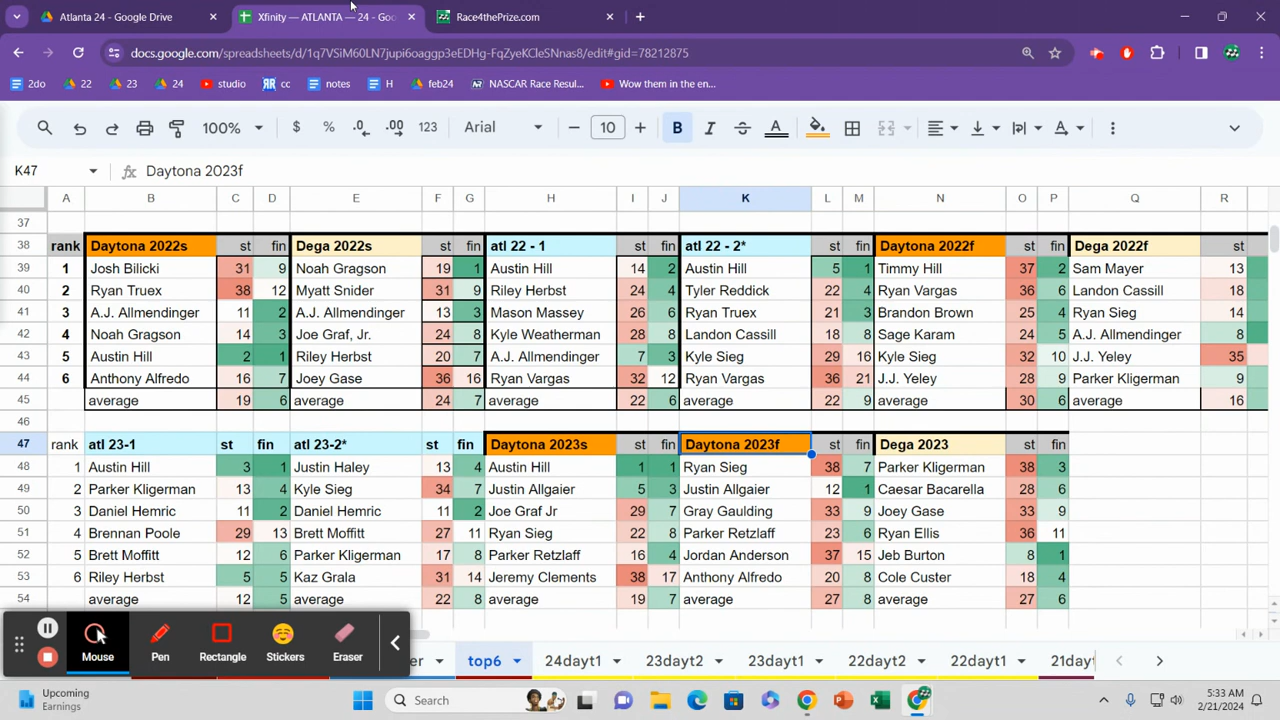 Atlanta 24 - Google Drive
Xfinity — ATLANTA — 24 - Goo
Race4thePrize.com
docs.google.com/spreadsheets/d/1q7VSiM60LN7jupi6oaggp3eEDHg-FqZyeKCleSNnas8/edit#gid=78212875
2do 22 23 24 studio cc notes H feb24 NASCAR Race Resul... Wow them in the en...
100% $ % .0 .00 123 Arial 10 B I A A
K47 fx Daytona 2023f
A B C D E F G H I J K L M N O P Q R
37
38 rank Daytona 2022s st fin Dega 2022s st fin atl 22 - 1 st fin atl 22 - 2* st fin Daytona 2022f st fin Dega 2022f st
39 1 Josh Bilicki 31 9 Noah Gragson 19 1 Austin Hill 14 2 Austin Hill 5 1 Timmy Hill 37 2 Sam Mayer 13
40 2 Ryan Truex 38 12 Myatt Snider 31 9 Riley Herbst 24 4 Tyler Reddick 22 4 Ryan Vargas 36 6 Landon Cassill 18
41 3 A.J. Allmendinger 11 2 A.J. Allmendinger 13 3 Mason Massey 26 6 Ryan Truex 21 3 Brandon Brown 25 4 Ryan Sieg 14
42 4 Noah Gragson 14 3 Joe Graf, Jr. 24 8 Kyle Weatherman 28 8 Landon Cassill 18 8 Sage Karam 24 5 A.J. Allmendinger 8
43 5 Austin Hill 2 1 Riley Herbst 20 7 A.J. Allmendinger 7 3 Kyle Sieg 29 16 Kyle Sieg 32 10 J.J. Yeley 35
44 6 Anthony Alfredo 16 7 Joey Gase 36 16 Ryan Vargas 32 12 Ryan Vargas 36 21 J.J. Yeley 28 9 Parker Kligerman 9
45 average 19 6 average 24 7 average 22 6 average 22 9 average 30 6 average 16
46
47 rank atl 23-1 st fin atl 23-2* st fin Daytona 2023s st fin Daytona 2023f st fin Dega 2023 st fin
48 1 Austin Hill 3 1 Justin Haley 13 4 Austin Hill 1 1 Ryan Sieg 38 7 Parker Kligerman 38 3
49 2 Parker Kligerman 13 4 Kyle Sieg 34 7 Justin Allgaier 5 3 Justin Allgaier 12 1 Caesar Bacarella 28 6
50 3 Daniel Hemric 11 2 Daniel Hemric 11 2 Joe Graf Jr 29 7 Gray Gaulding 33 9 Joey Gase 33 9
51 4 Brennan Poole 29 13 Brett Moffitt 27 11 Ryan Sieg 22 8 Parker Retzlaff 23 6 Ryan Ellis 36 11
52 5 Brett Moffitt 12 6 Parker Kligerman 17 8 Parker Retzlaff 16 4 Jordan Anderson 37 15 Jeb Burton 8 1
53 6 Riley Herbst 5 5 Kaz Grala 31 14 Jeremy Clements 38 17 Anthony Alfredo 20 8 Cole Custer 18 4
54 average 12 5 average 22 8 average 19 7 average 27 8 average 27 6
Mouse Pen Rectangle Stickers Eraser
er top6 24dayt1 23dayt2 23dayt1 22dayt2 22dayt1 21dayt
Upcoming
Earnings
Search
5:33 AM
2/21/2024